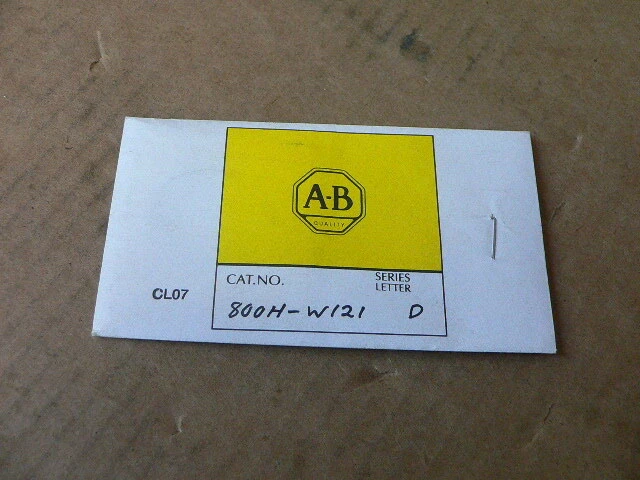 A-B
QUALITY
CAT.NO.
SERIES
LETTER
CL07
800H-W121 D